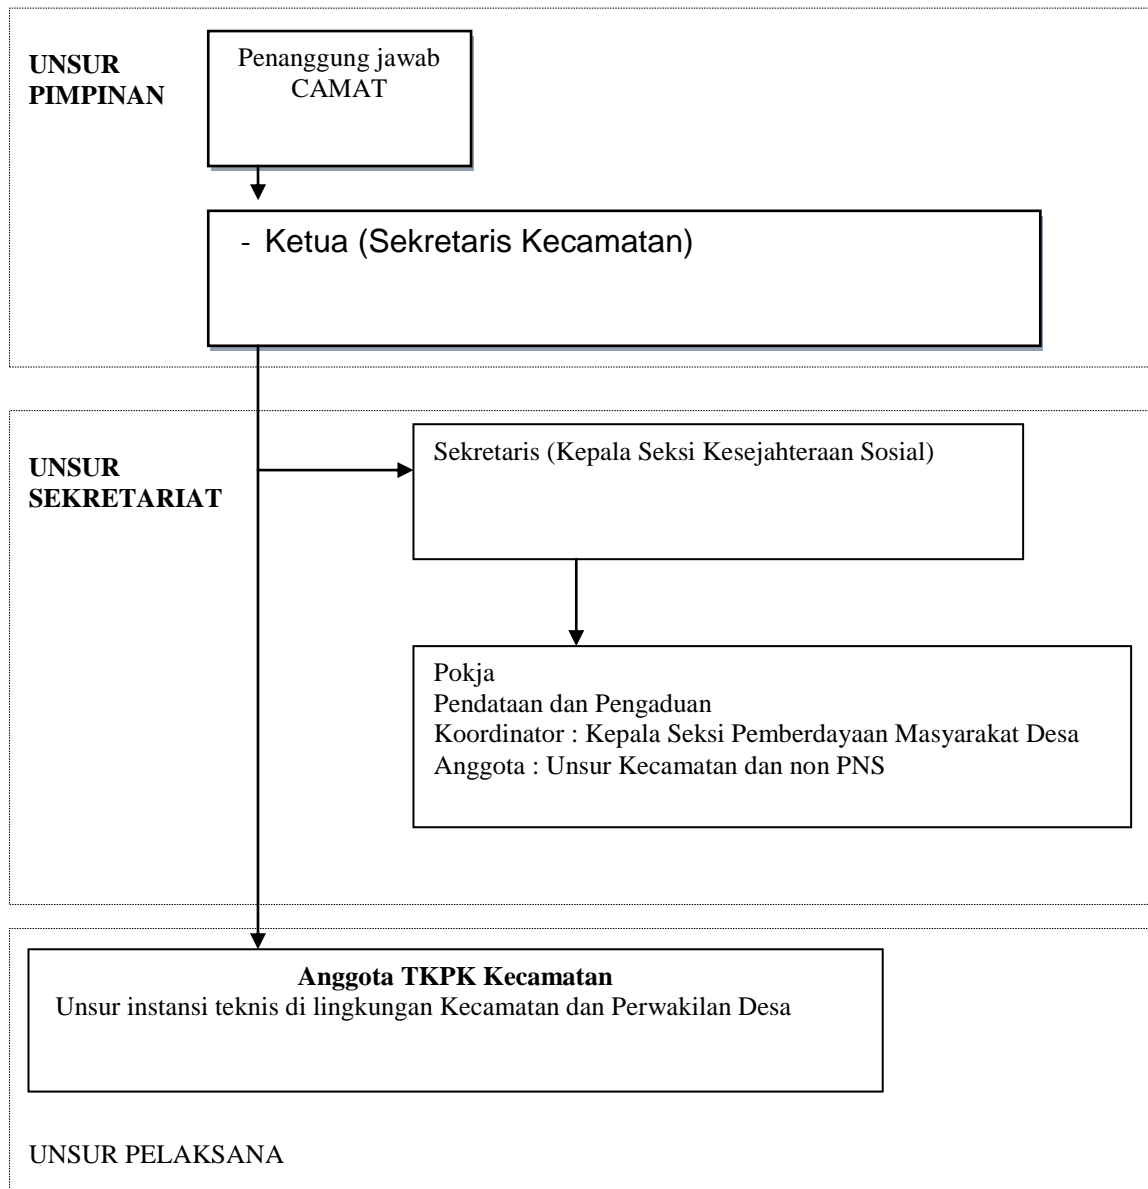 UNSUR
PIMPINAN
Penanggung jawab
CAMAT
- Ketua (Sekretaris Kecamatan)
UNSUR
SEKRETARIAT
Sekretaris (Kepala Seksi Kesejahteraan Sosial)
Pokja
Pendataan dan Pengaduan
Koordinator : Kepala Seksi Pemberdayaan Masyarakat Desa
Anggota : Unsur Kecamatan dan non PNS
Anggota TKPK Kecamatan
Unsur instansi teknis di lingkungan Kecamatan dan Perwakilan Desa
UNSUR PELAKSANA